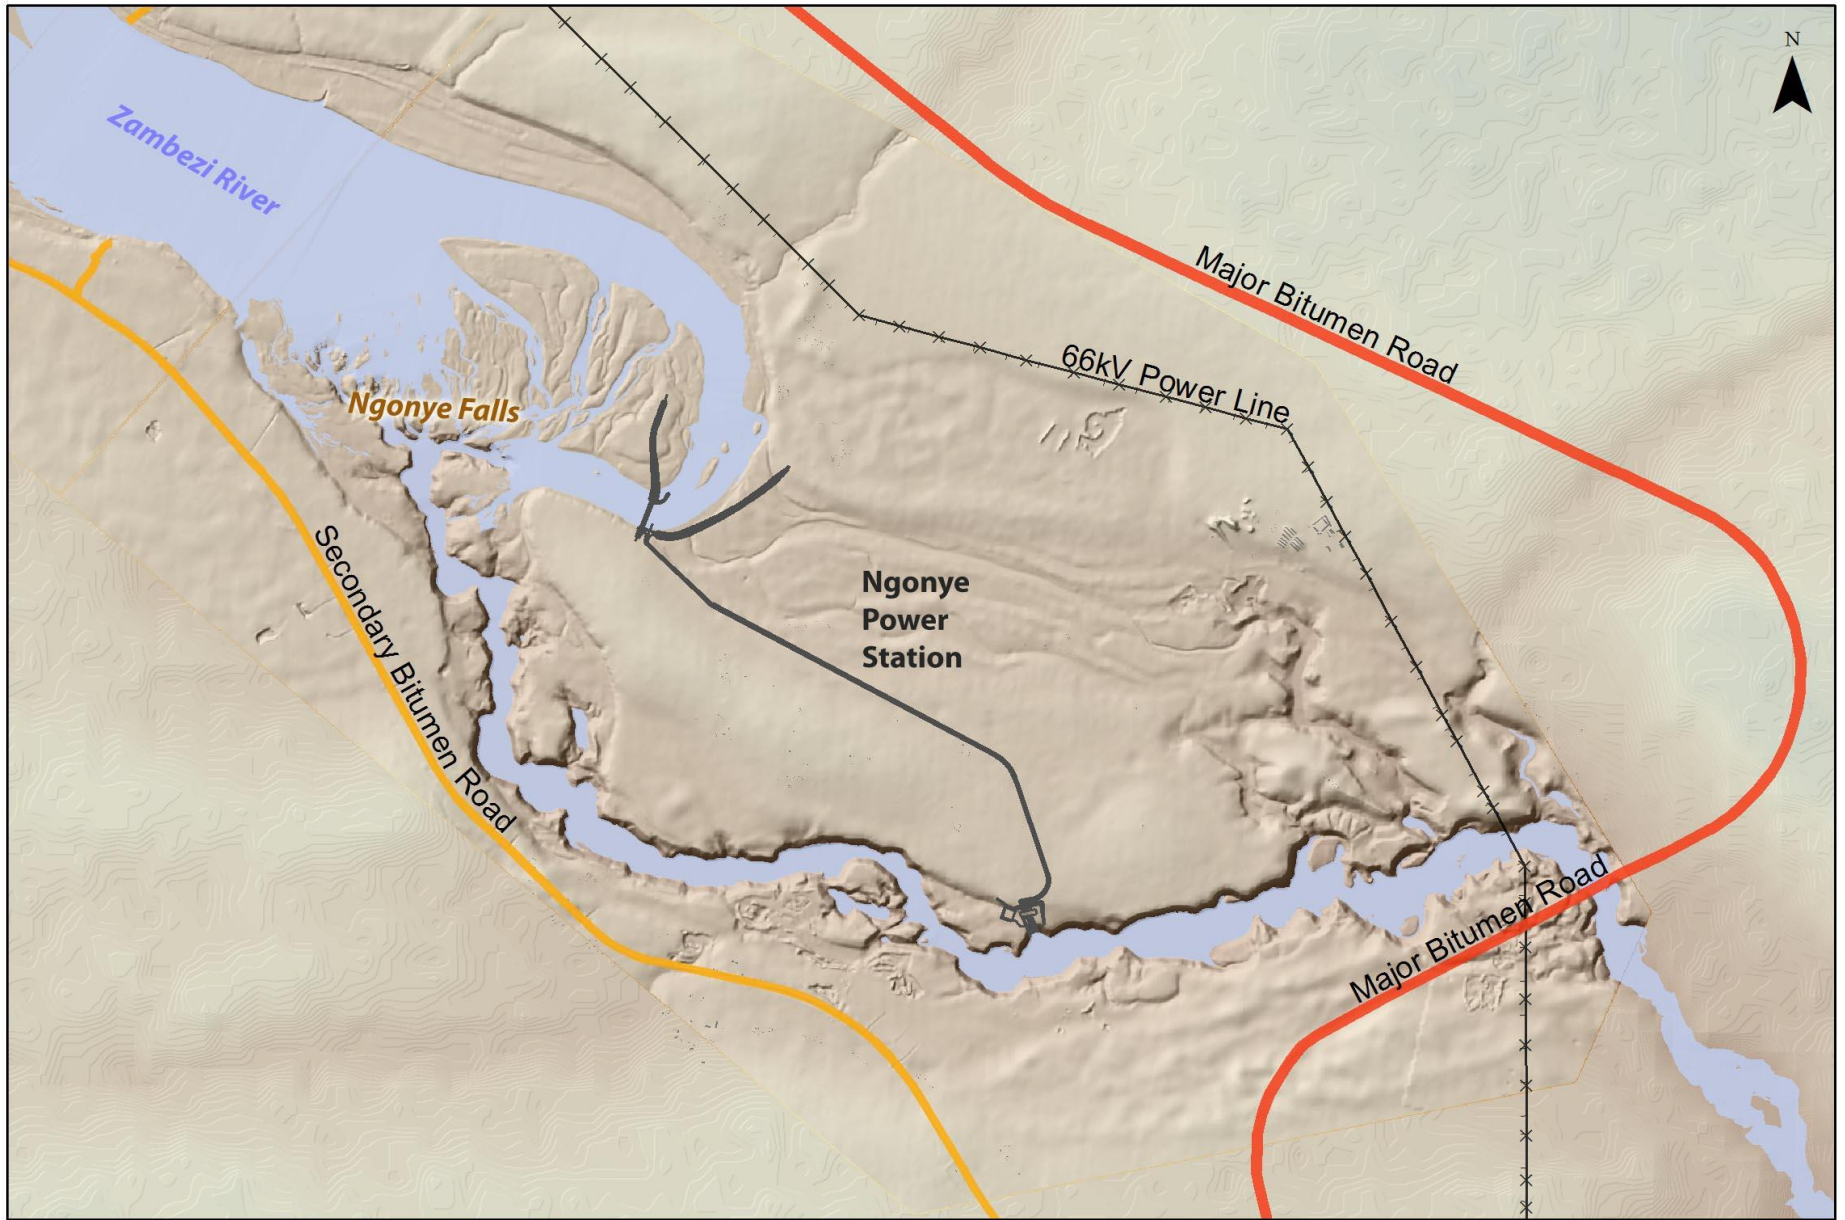 N
Zambezi River
Major Bitumen Road
66kV Power Line
Ngonye Falls
Secondary Bitumen Road
Ngonye
Power
Station
Major Bitumen Road